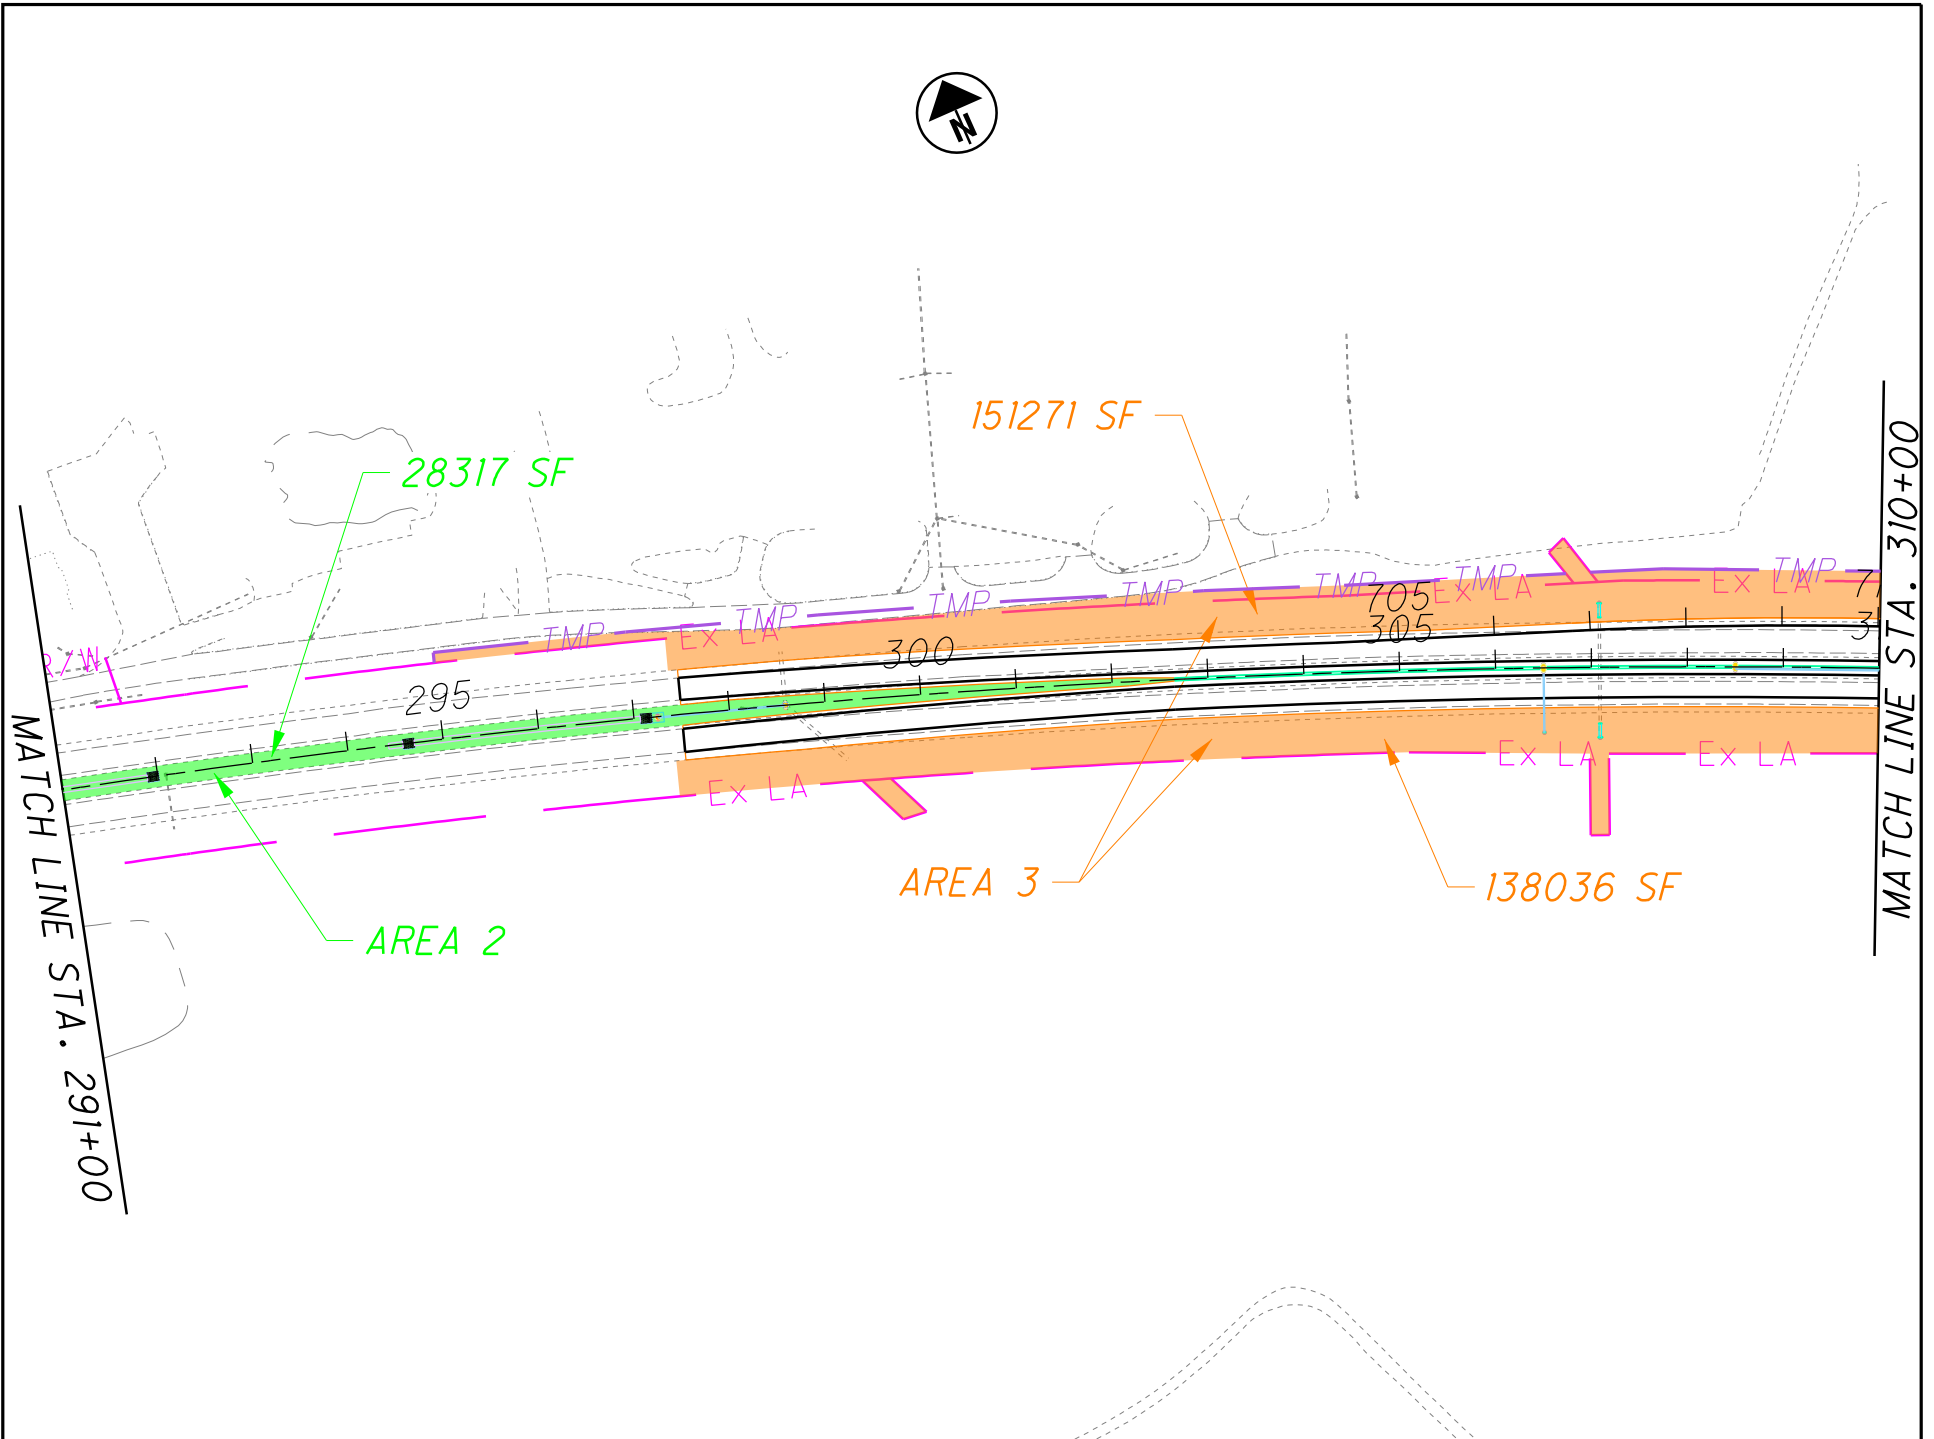 N
151271 SF
28317 SF
MATCH LINE STA. 310+00
TMP
TMP
TMP
TMP
TMP
TMP
TMP
Ex LA
Ex LA
Ex LA
705
305
300
295
R/W
3
Ex LA
Ex LA
Ex LA
AREA 3
138036 SF
AREA 2
MATCH LINE STA. 291+00